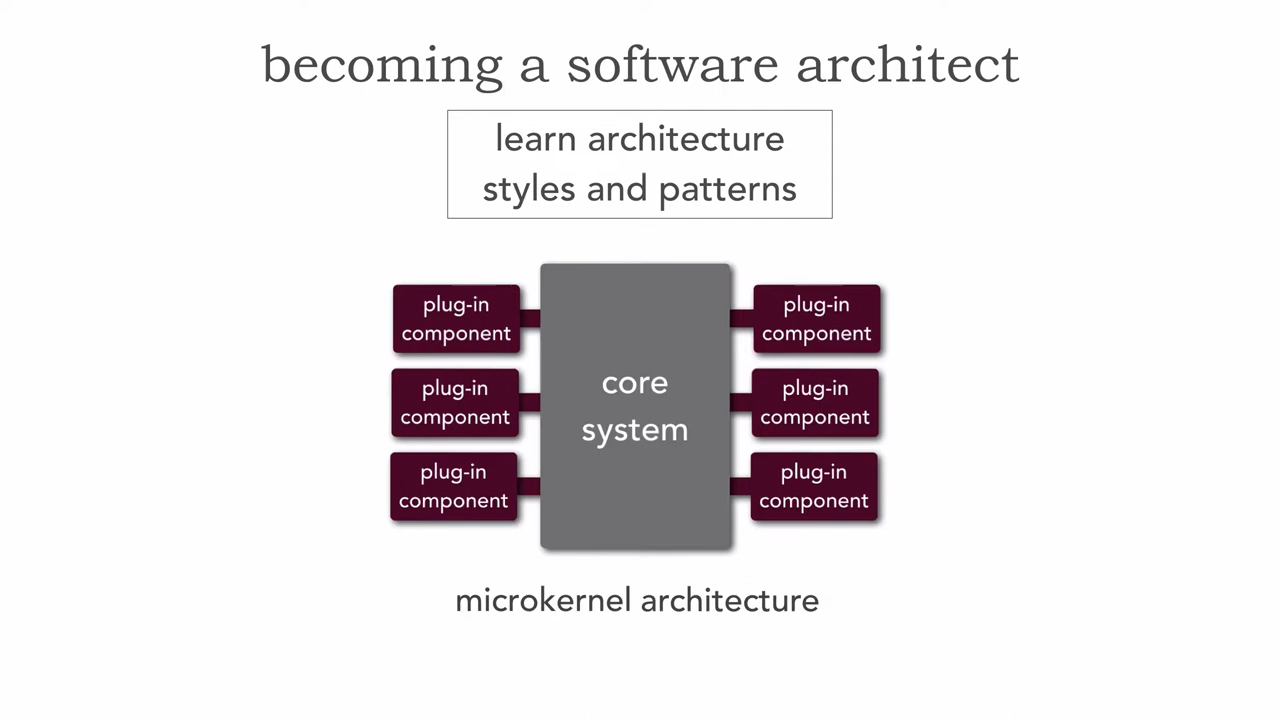 becoming a software architect
learn architecture
styles and patterns
plug-in
component
plug-in
component
plug-in
component
core
system
plug-in
component
plug-in
component
plug-in
component
microkernel architecture